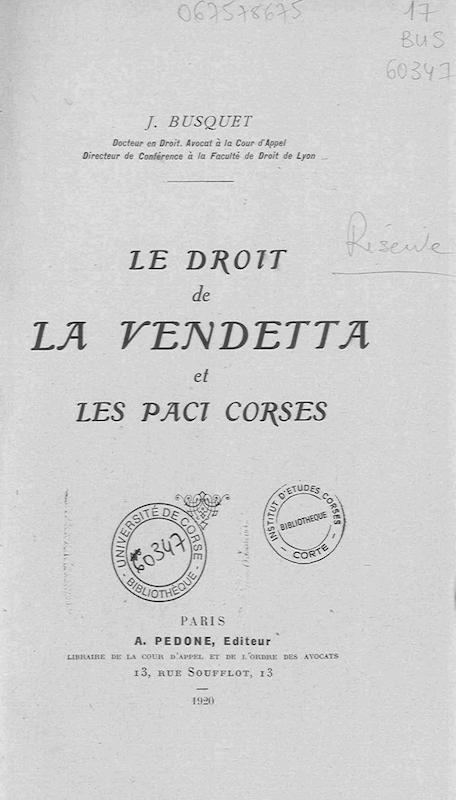 067578675
17
BUS
60347
J. BUSQUET
Docteur en Droit. Avocat à la Cour d'Appel
Directeur de Conférence à la Faculté de Droit de Lyon
Réserve
LE DROIT
de
LA VENDETTA
et
LES PACI CORSES
UNIVERSITÉ DE CORSE
60347
- BIBLIOTHÈQUE -
INSTITUT D'ETUDES CORSES
BIBLIOTHEQUE
- CORTE -
PARIS
A. PEDONE, Editeur
LIBRAIRE DE LA COUR D'APPEL ET DE L'ORDRE DES AVOCATS
13, RUE SOUFFLOT, 13
1920